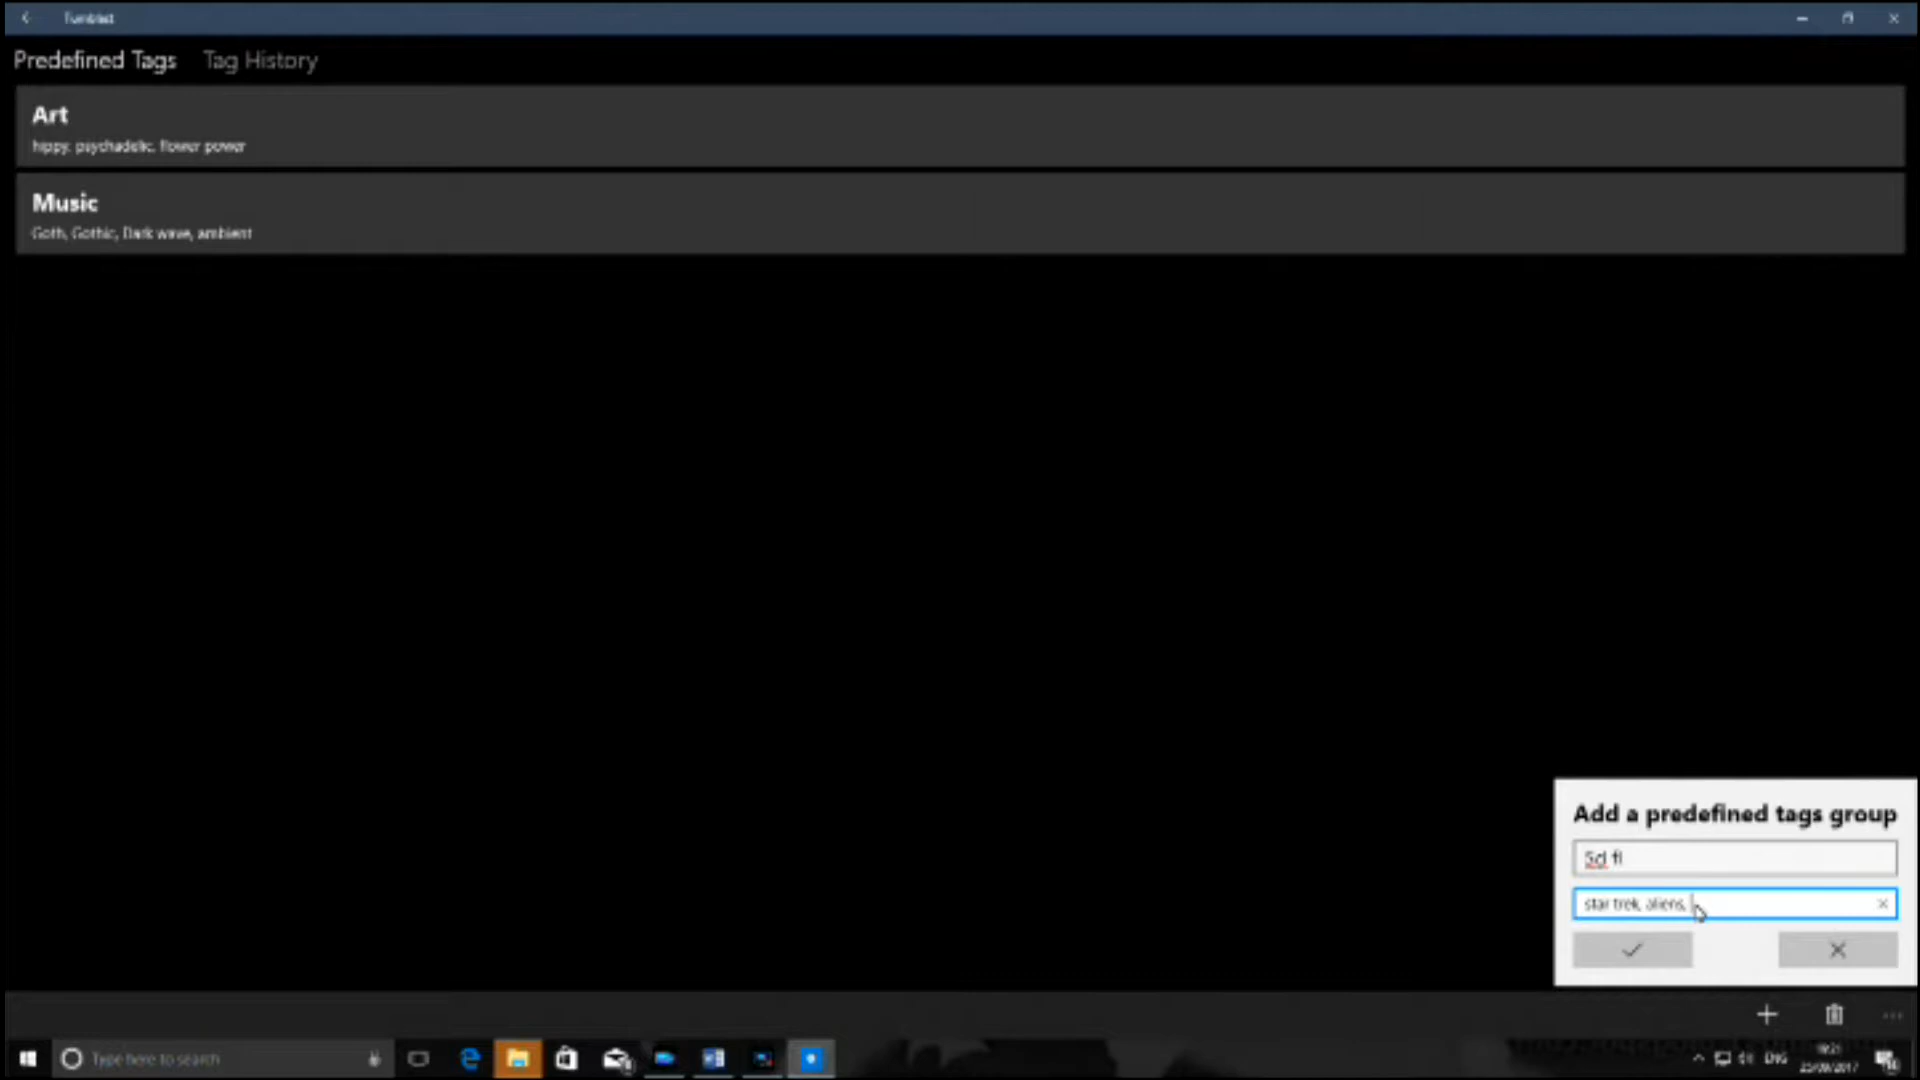 Predefined Tags Tag History
Art
hippy, psychadelic, flower power
Music
Goth, Gothic, Dark wave, ambient
Add a predefined tags group
Sci fi
star trek, aliens,
Type here to search
ENG